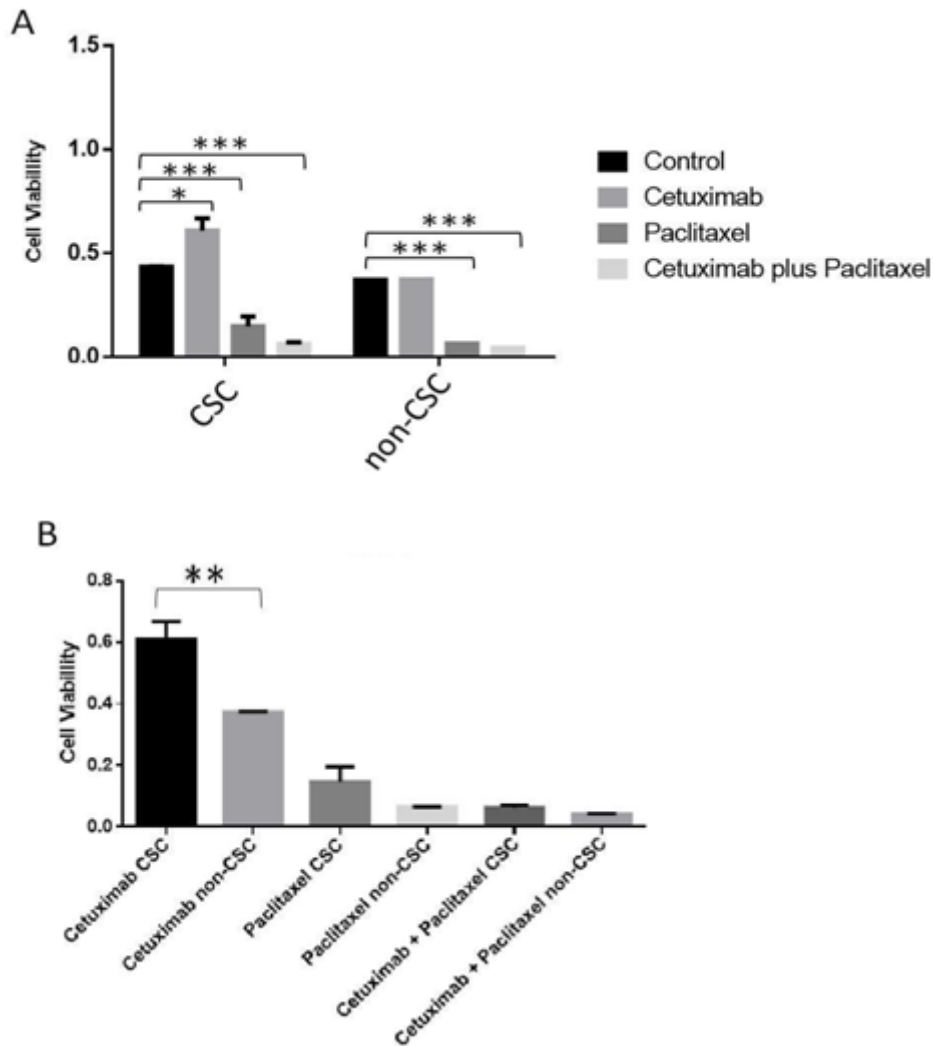 A
1.5
1.0
0.5
0.0
Cell Viabillity
***
***
*
***
***
CSC
non-CSC
Control
Cetuximab
Paclitaxel
Cetuximab plus Paclitaxel
B
0.8
0.6
0.4
0.2
0.0
Cell Viabillity
**
Cetuximab CSC
Cetuximab non-CSC
Paclitaxel CSC
Paclitaxel non-CSC
Cetuximab + Paclitaxel CSC
Cetuximab + Paclitaxel non-CSC